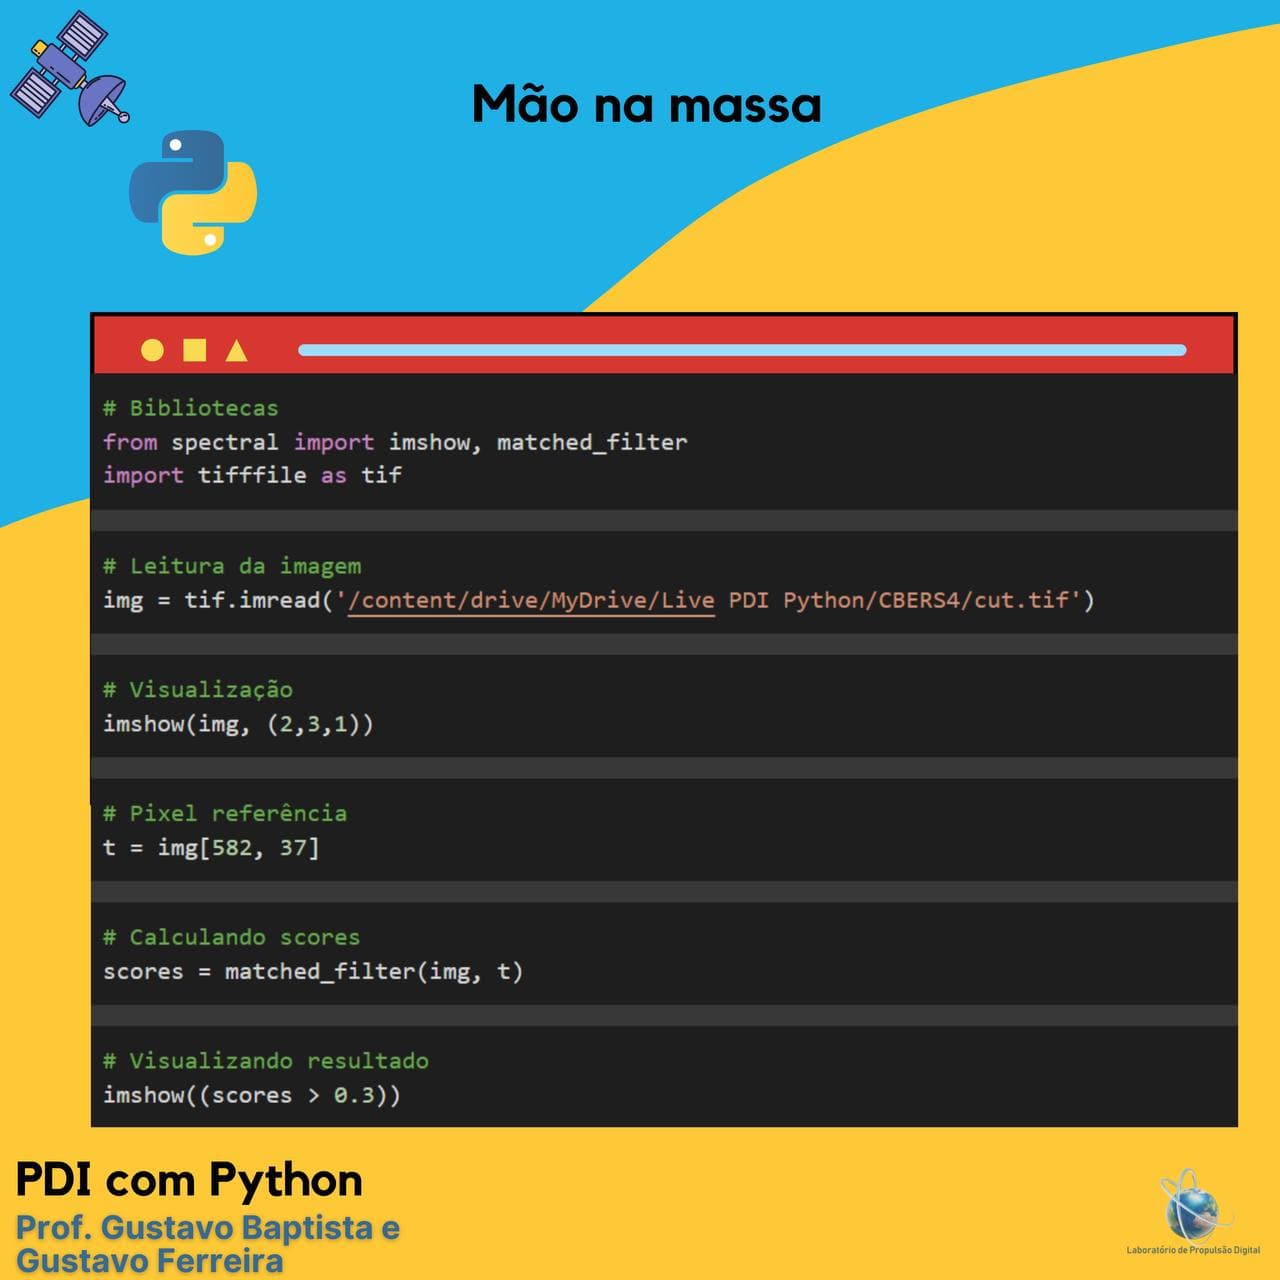 Mão na massa
# Bibliotecas
from spectral import imshow, matched_filter
import tifffile as tif
# Leitura da imagem
img = tif.imread('/content/drive/MyDrive/Live PDI Python/CBERS4/cut.tif')
# Visualização
imshow(img, (2,3,1))
# Pixel referência
t = img[582, 37]
# Calculando scores
scores = matched_filter(img, t)
# Visualizando resultado
imshow((scores > 0.3))
PDI com Python
Prof. Gustavo Baptista e
Gustavo Ferreira
Laboratório de Propulsão Digital